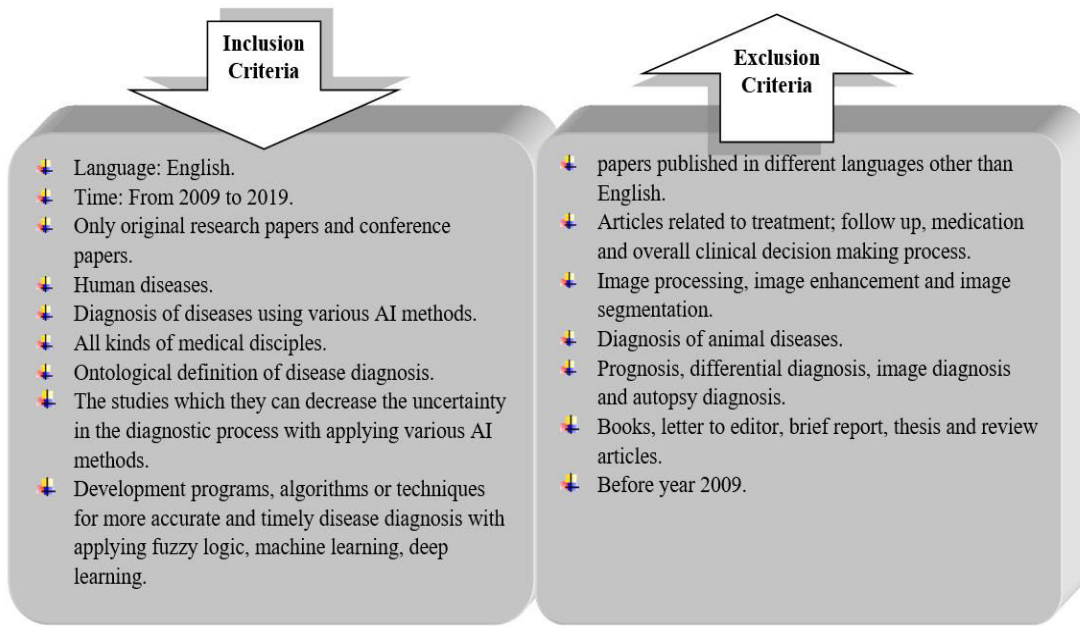 Inclusion
Criteria
Language: English.
Time: From 2009 to 2019.
Only original research papers and conference
papers.
Human diseases.
Diagnosis of diseases using various AI methods.
All kinds of medical disciples.
Ontological definition of disease diagnosis.
The studies which they can decrease the uncertainty
in the diagnostic process with applying various AI
methods.
Development programs, algorithms or techniques
for more accurate and timely disease diagnosis with
applying fuzzy logic, machine learning, deep
learning.
Exclusion
Criteria
papers published in different languages other than
English.
Articles related to treatment; follow up, medication
and overall clinical decision making process.
Image processing, image enhancement and image
segmentation.
Diagnosis of animal diseases.
Prognosis, differential diagnosis, image diagnosis
and autopsy diagnosis.
Books, letter to editor, brief report, thesis and review
articles.
Before year 2009.